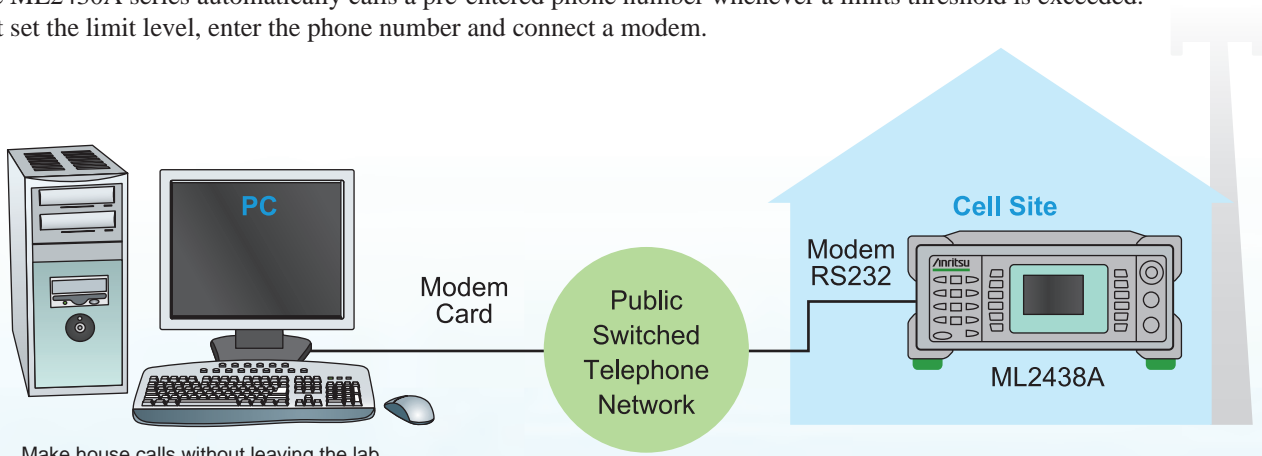 ML2430A series automatically calls a pre-entered phone number whenever a limits threshold is exceeded.
set the limit level, enter the phone number and connect a modem.
PC
Cell Site
Modem
Card
Public
Switched
Telephone
Network
Modem
RS232
Anritsu
ML2438A
Make house calls without leaving the lab